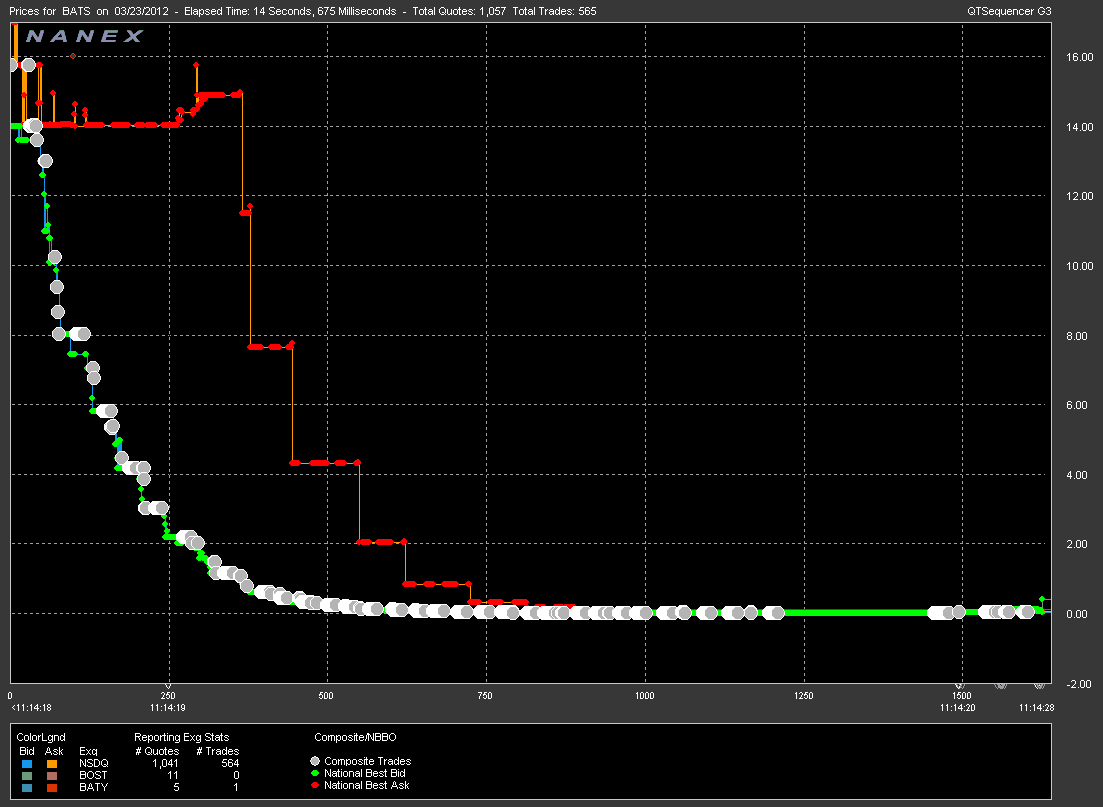 Prices for BATS on 03/23/2012 - Elapsed Time: 14 Seconds, 675 Milliseconds - Total Quotes: 1,057 Total Trades: 565 QTSequencer G3
NANEX
16.00
14.00
12.00
10.00
8.00
6.00
4.00
2.00
0.00
-2.00
0 250 500 750 1000 1250 1500
<11:14:18 11:14:19 11:14:20 11:14:28
ColorLgnd Reporting Exg Stats Composite/NBBO
Bid Ask Exq # Quotes # Trades
NSDQ 1,041 564
BOST 11 0
BATY 5 1
Composite Trades
National Best Bid
National Best Ask